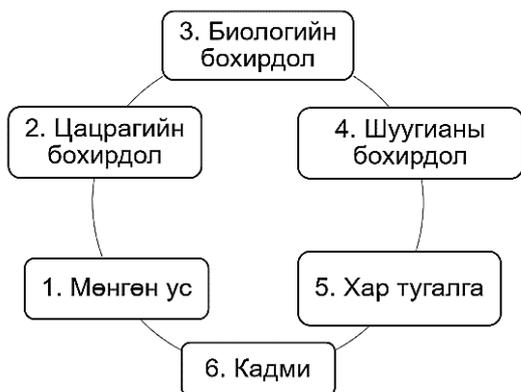 3. Биологийн
бохирдол
2. Цацрагийн
бохирдол
4. Шуугианы
бохирдол
1. Мөнгөн ус
5. Хар тугалга
6. Кадми